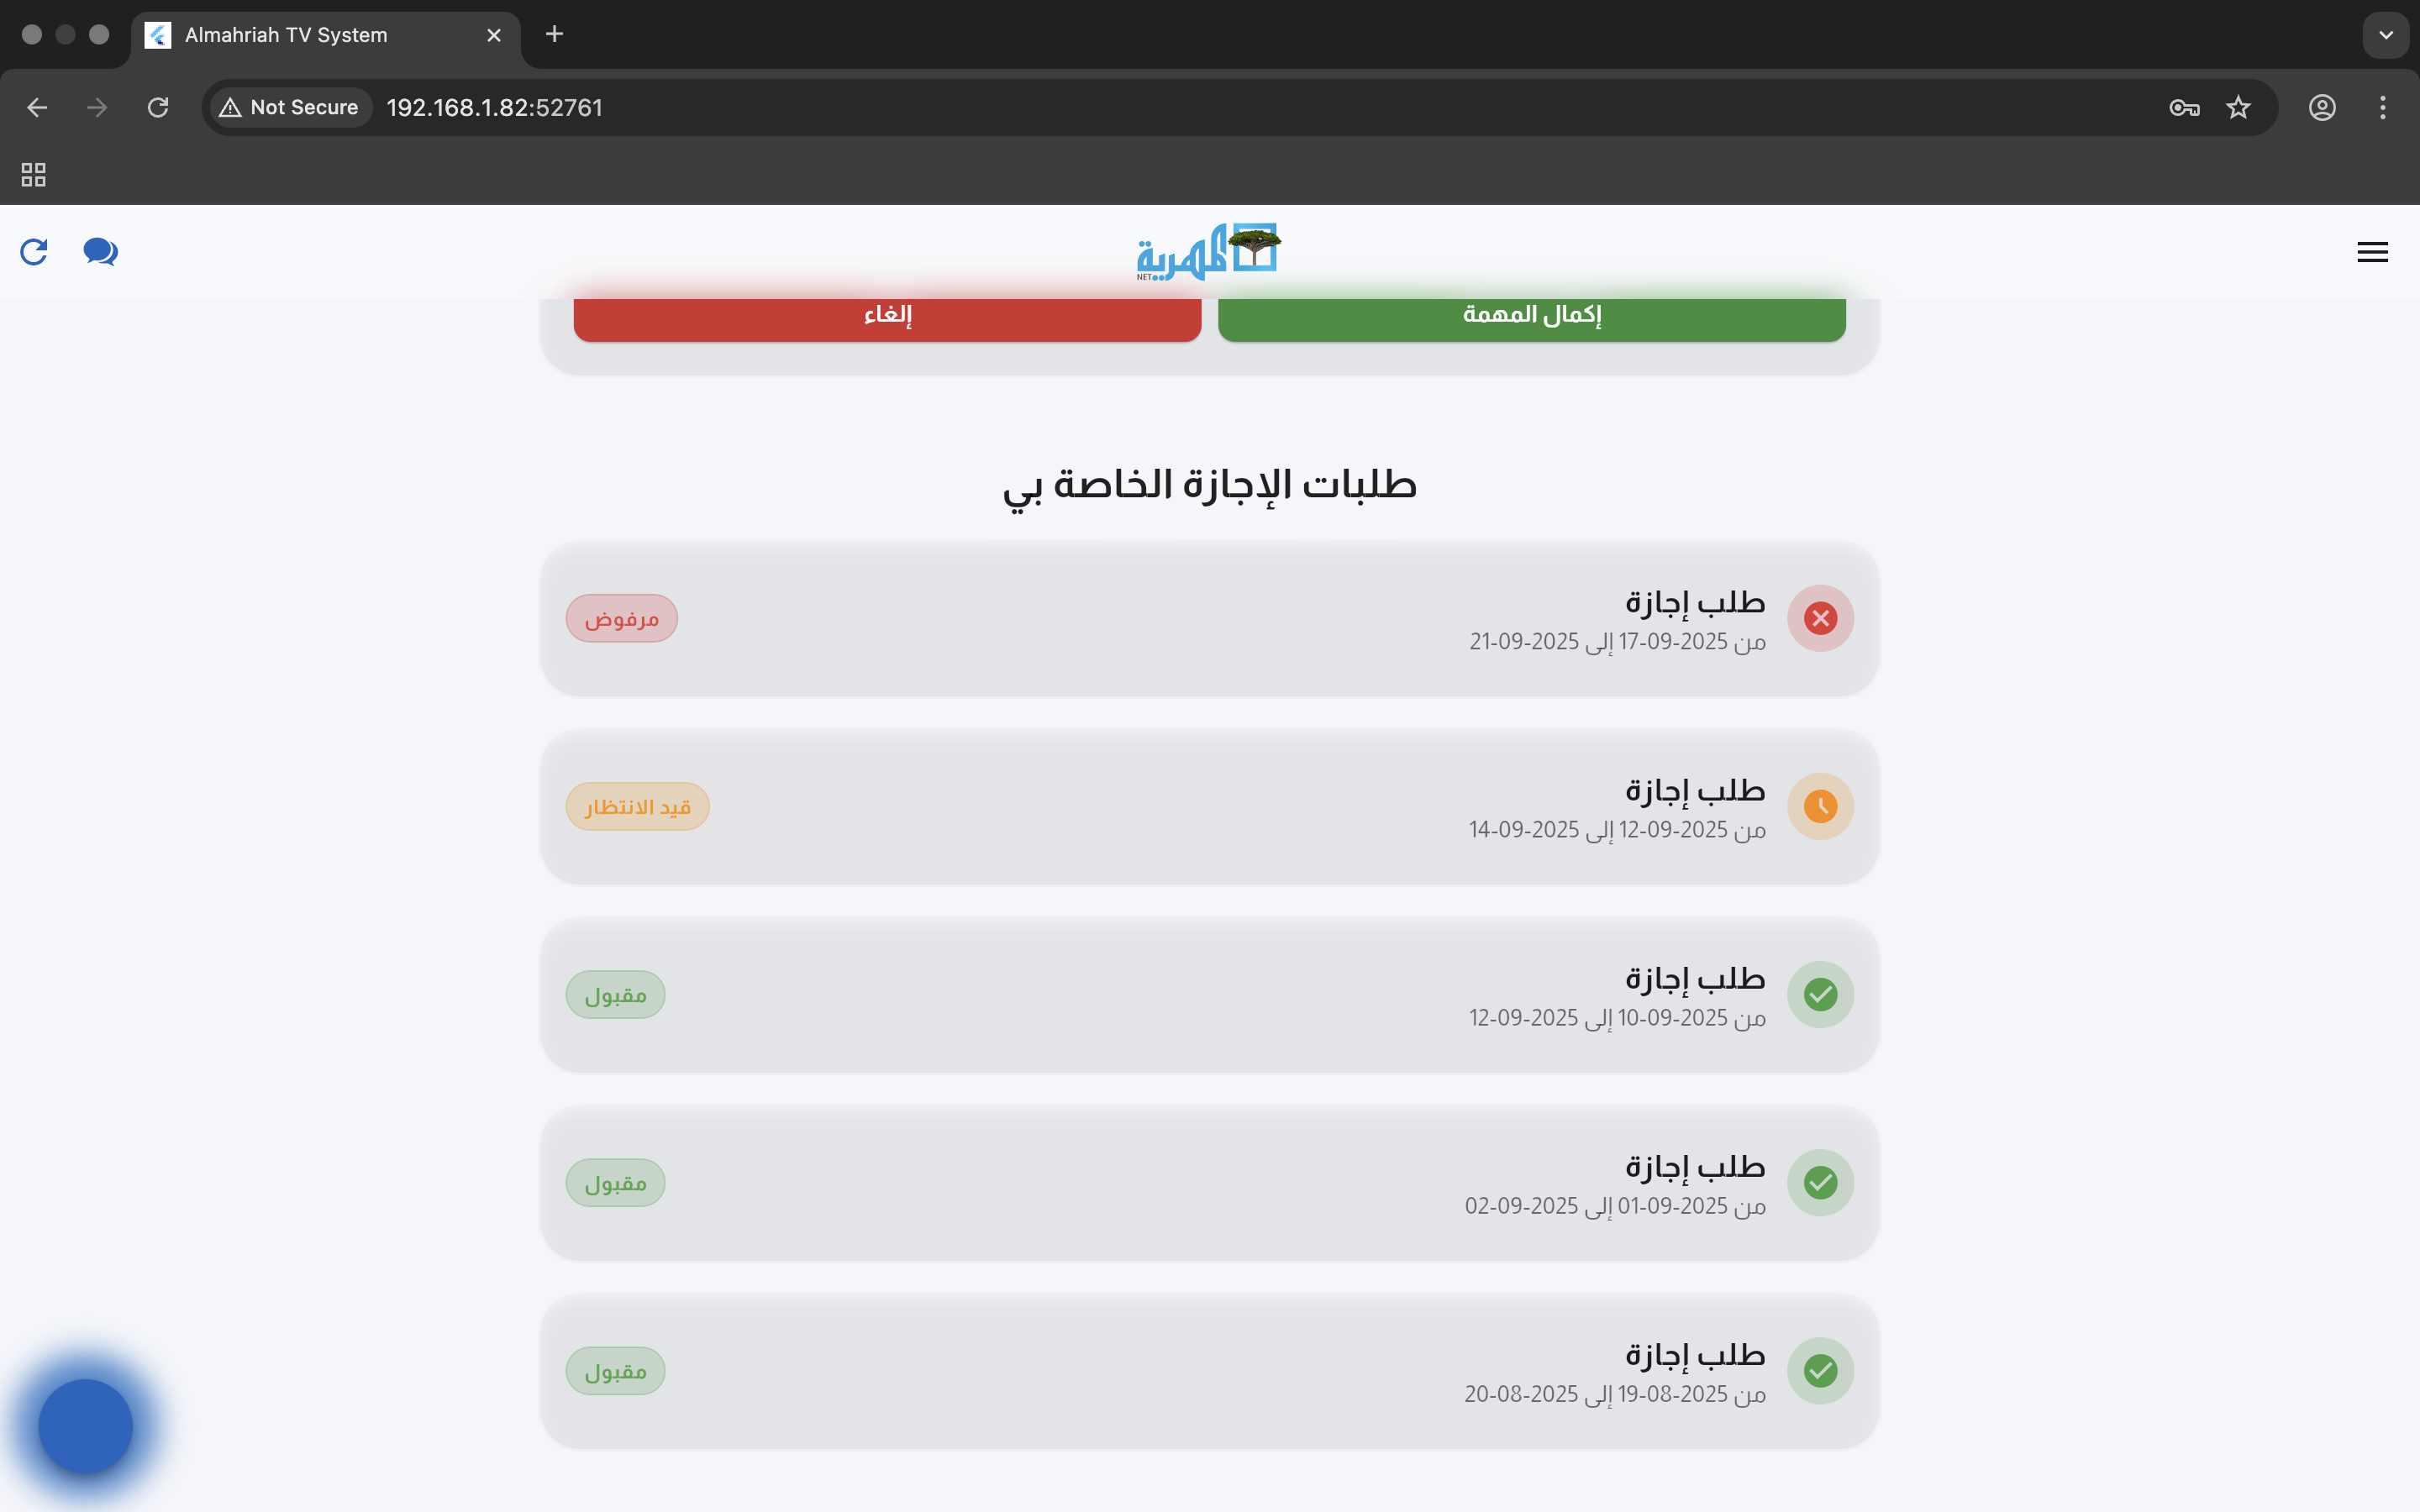 Almahriah TV System
Not Secure
192.168.1.82:52761
المهرية
NET
إكمال المهمة
إلغاء
طلبات الإجازة الخاصة بي
طلب إجازة
من 2025-09-17 إلى 2025-09-21
مرفوض
طلب إجازة
من 2025-09-12 إلى 2025-09-14
قيد الانتظار
طلب إجازة
من 2025-09-10 إلى 2025-09-12
مقبول
طلب إجازة
من 2025-09-01 إلى 2025-09-02
مقبول
طلب إجازة
من 2025-08-19 إلى 2025-08-20
مقبول